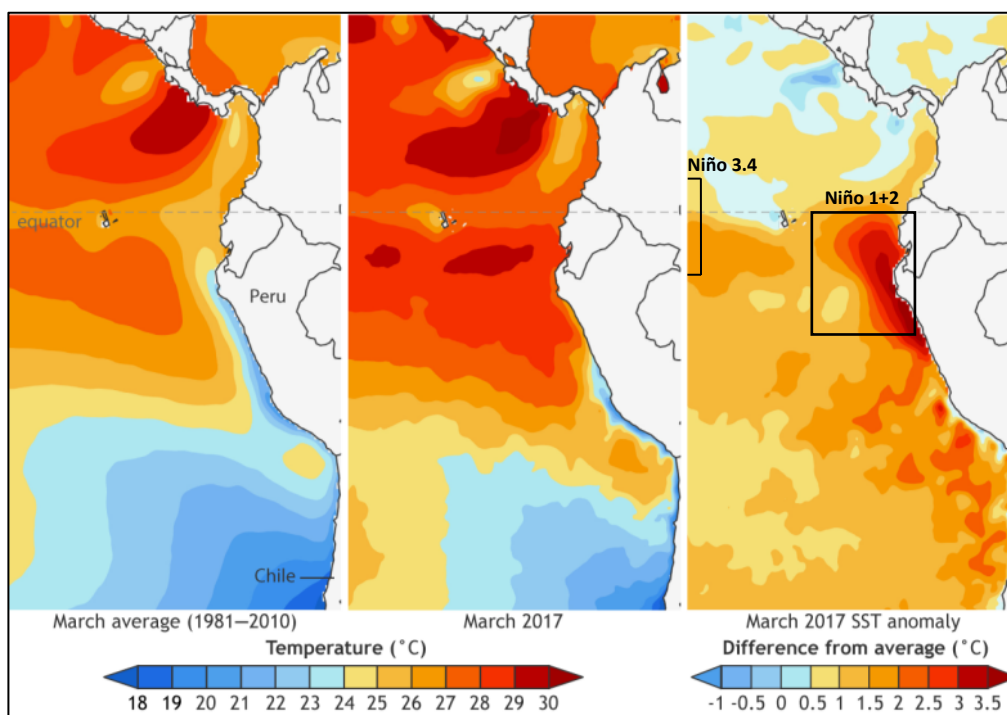 Niño 3.4
Niño 1+2
equator
Peru
Chile
March average (1981—2010)
March 2017
March 2017 SST anomaly
Temperature (°C)
Difference from average (°C)
18 19 20 21 22 23 24 25 26 27 28 29 30
-1 -0.5 0 0.5 1 1.5 2 2.5 3 3.5